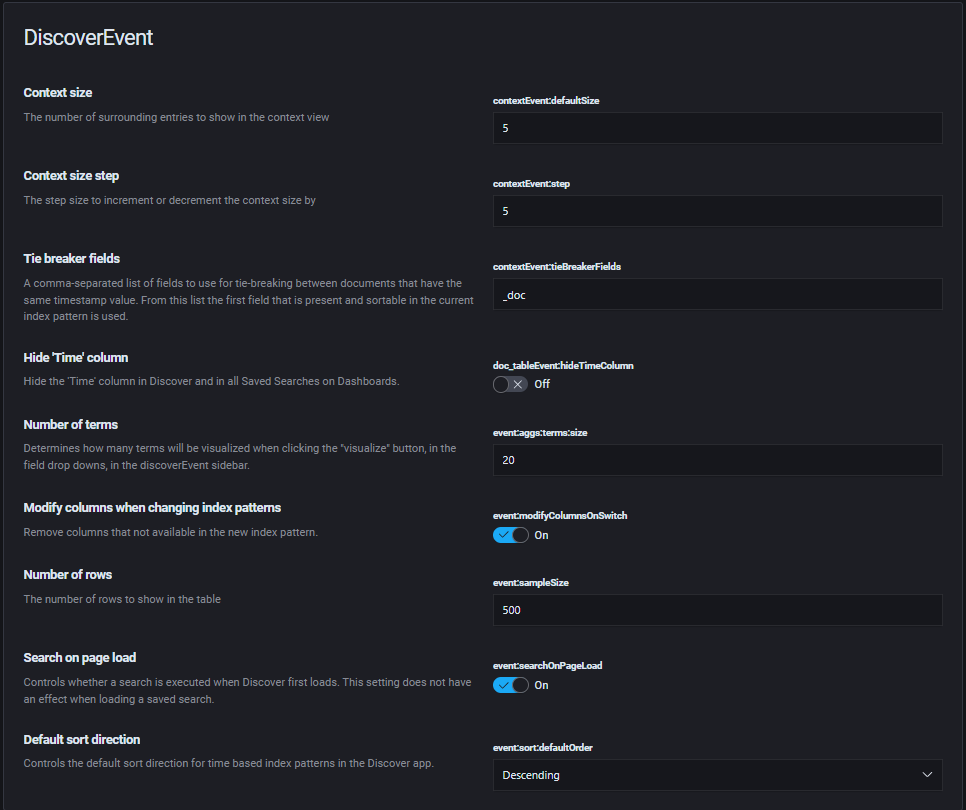 DiscoverEvent
Context size
The number of surrounding entries to show in the context view
contextEvent:defaultSize
5
Context size step
The step size to increment or decrement the context size by
contextEvent:step
5
Tie breaker fields
A comma-separated list of fields to use for tie-breaking between documents that have the
same timestamp value. From this list the first field that is present and sortable in the current
index pattern is used.
contextEvent:tieBreakerFields
_doc
Hide 'Time' column
Hide the 'Time' column in Discover and in all Saved Searches on Dashboards.
doc_tableEvent:hideTimeColumn
Off
Number of terms
Determines how many terms will be visualized when clicking the "visualize" button, in the
field drop downs, in the discoverEvent sidebar.
event:aggs:terms:size
20
Modify columns when changing index patterns
Remove columns that not available in the new index pattern.
event:modifyColumnsOnSwitch
On
Number of rows
The number of rows to show in the table
event:sampleSize
500
Search on page load
Controls whether a search is executed when Discover first loads. This setting does not have
an effect when loading a saved search.
event:searchOnPageLoad
On
Default sort direction
Controls the default sort direction for time based index patterns in the Discover app.
event:sort:defaultOrder
Descending